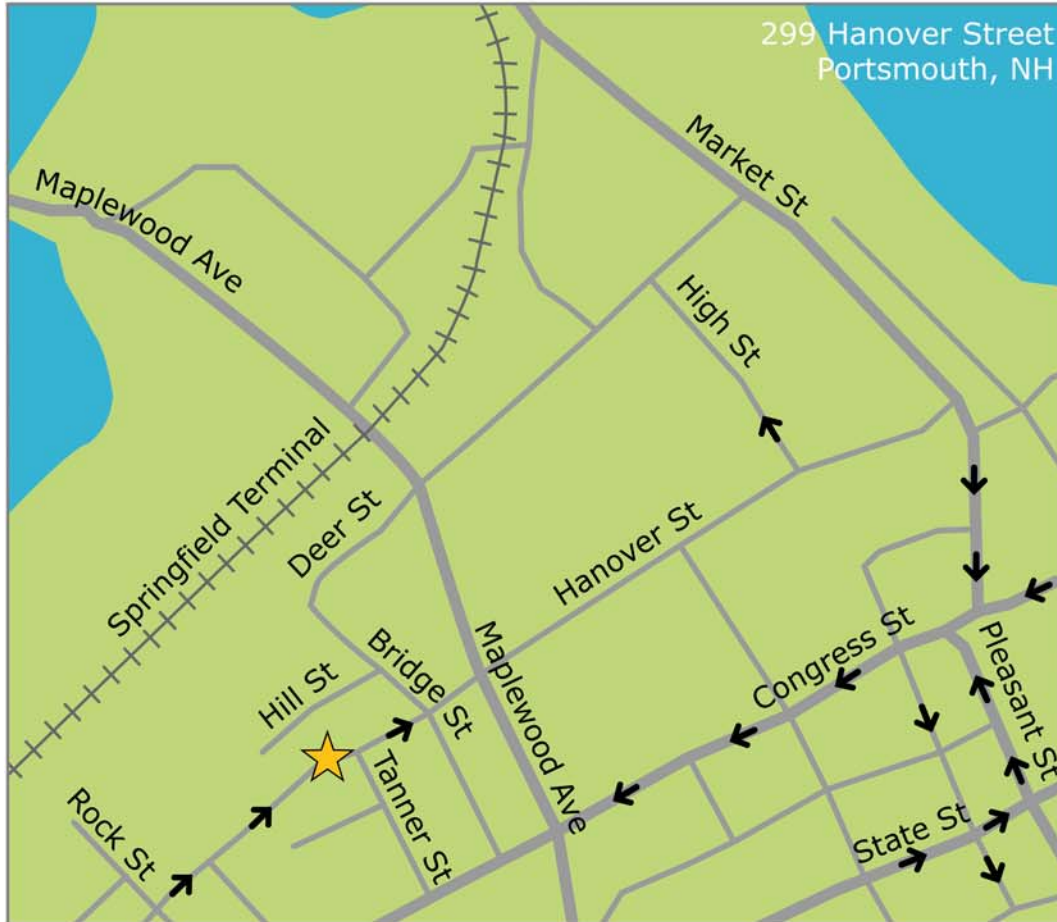 299 Hanover Street
Portsmouth, NH
Market St
Maplewood Ave
High St
Springfield Terminal
Deer St
Hanover St
Maplewood Ave
Bridge St
Congress St
Pleasant St
Hill St
Tanner St
Rock St
State St